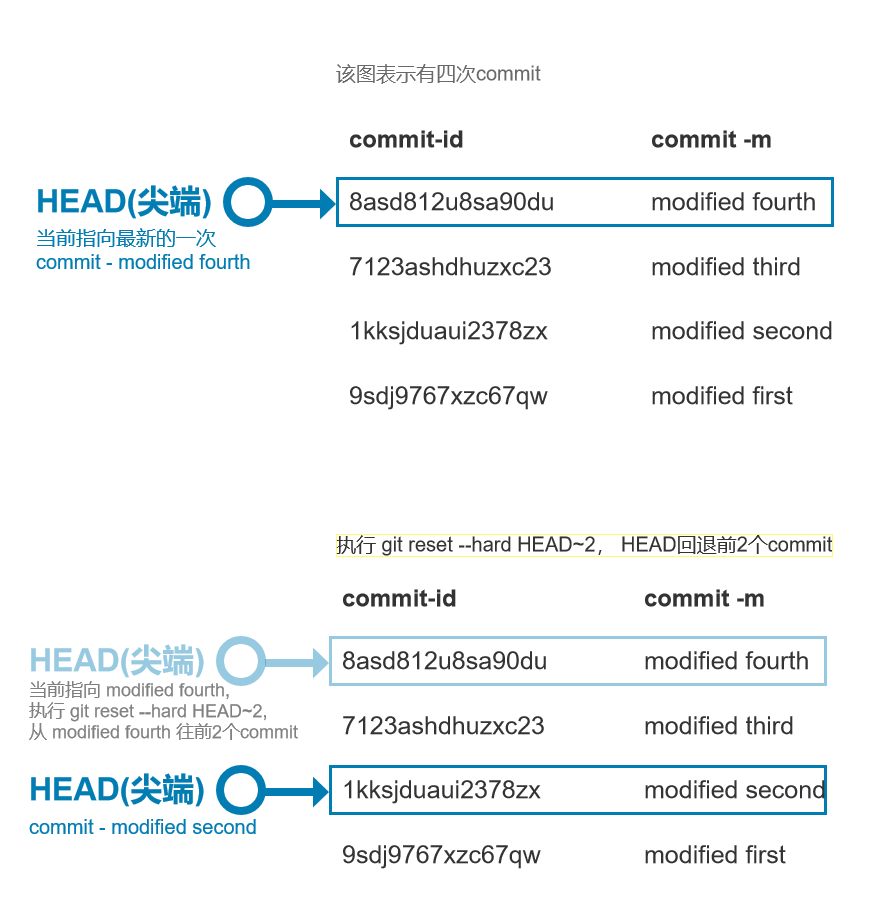 该图表示有四次commit
commit-id commit -m
HEAD(尖端) 8asd812u8sa90du modified fourth
当前指向最新的一次
commit - modified fourth
7123ashdhuzxc23 modified third
1kksjduaui2378zx modified second
9sdj9767xzc67qw modified first
执行 git reset --hard HEAD~2， HEAD回退前2个commit
commit-id commit -m
HEAD(尖端) 8asd812u8sa90du modified fourth
当前指向 modified fourth,
执行 git reset --hard HEAD~2,
从 modified fourth 往前2个commit
7123ashdhuzxc23 modified third
HEAD(尖端) 1kksjduaui2378zx modified second
commit - modified second
9sdj9767xzc67qw modified first